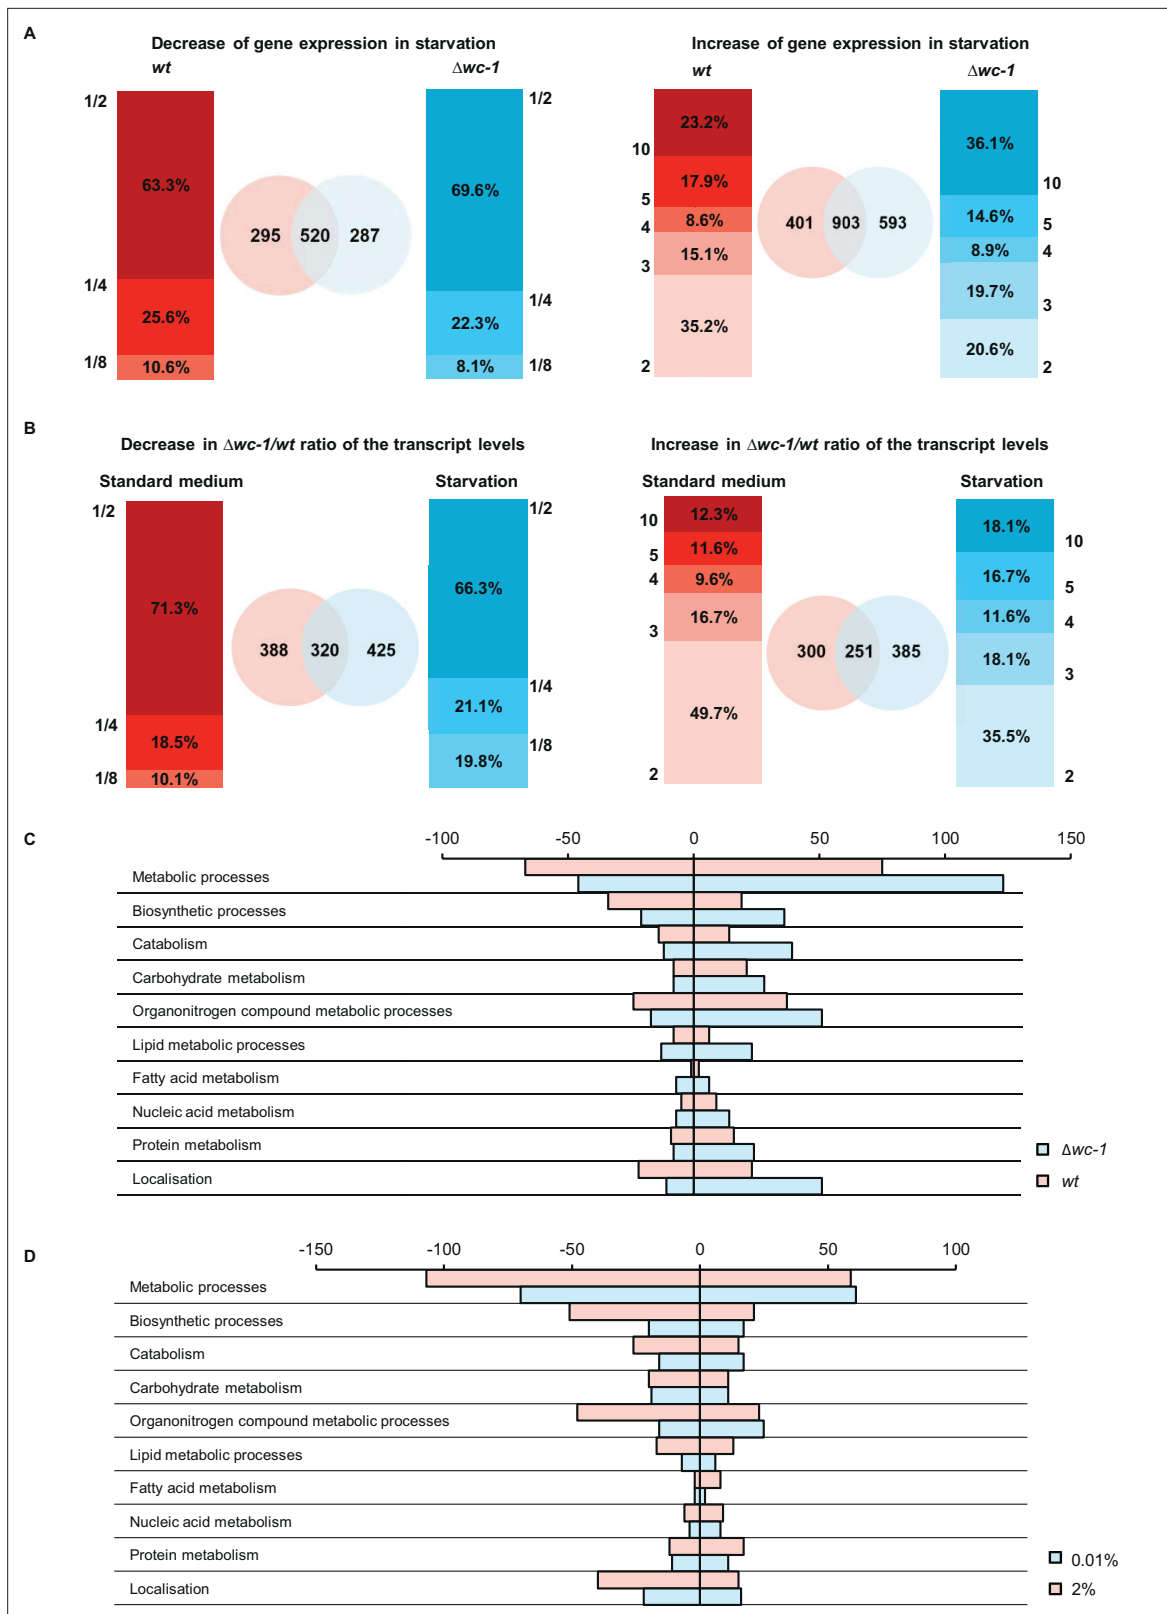 A
Decrease of gene expression in starvation
wt
Δwc-1
1/2
63.3%
1/4
25.6%
1/8
10.6%
295
520
287
1/2
69.6%
1/4
22.3%
1/8
8.1%
Increase of gene expression in starvation
wt
Δwc-1
23.2%
10
17.9%
5
8.6%
4
15.1%
3
35.2%
2
401
903
593
36.1%
10
14.6%
5
8.9%
4
19.7%
3
20.6%
2
B
Decrease in Δwc-1/wt ratio of the transcript levels
Standard medium
Starvation
1/2
71.3%
1/4
18.5%
1/8
10.1%
388
320
425
1/2
66.3%
1/4
21.1%
1/8
19.8%
Increase in Δwc-1/wt ratio of the transcript levels
Standard medium
Starvation
12.3%
10
11.6%
5
9.6%
4
16.7%
3
49.7%
2
300
251
385
18.1%
10
16.7%
5
11.6%
4
18.1%
3
35.5%
2
C
-100 -50 0 50 100 150
Metabolic processes
Biosynthetic processes
Catabolism
Carbohydrate metabolism
Organonitrogen compound metabolic processes
Lipid metabolic processes
Fatty acid metabolism
Nucleic acid metabolism
Protein metabolism
Localisation
Δwc-1
wt
D
-150 -100 -50 0 50 100
Metabolic processes
Biosynthetic processes
Catabolism
Carbohydrate metabolism
Organonitrogen compound metabolic processes
Lipid metabolic processes
Fatty acid metabolism
Nucleic acid metabolism
Protein metabolism
Localisation
0.01%
2%